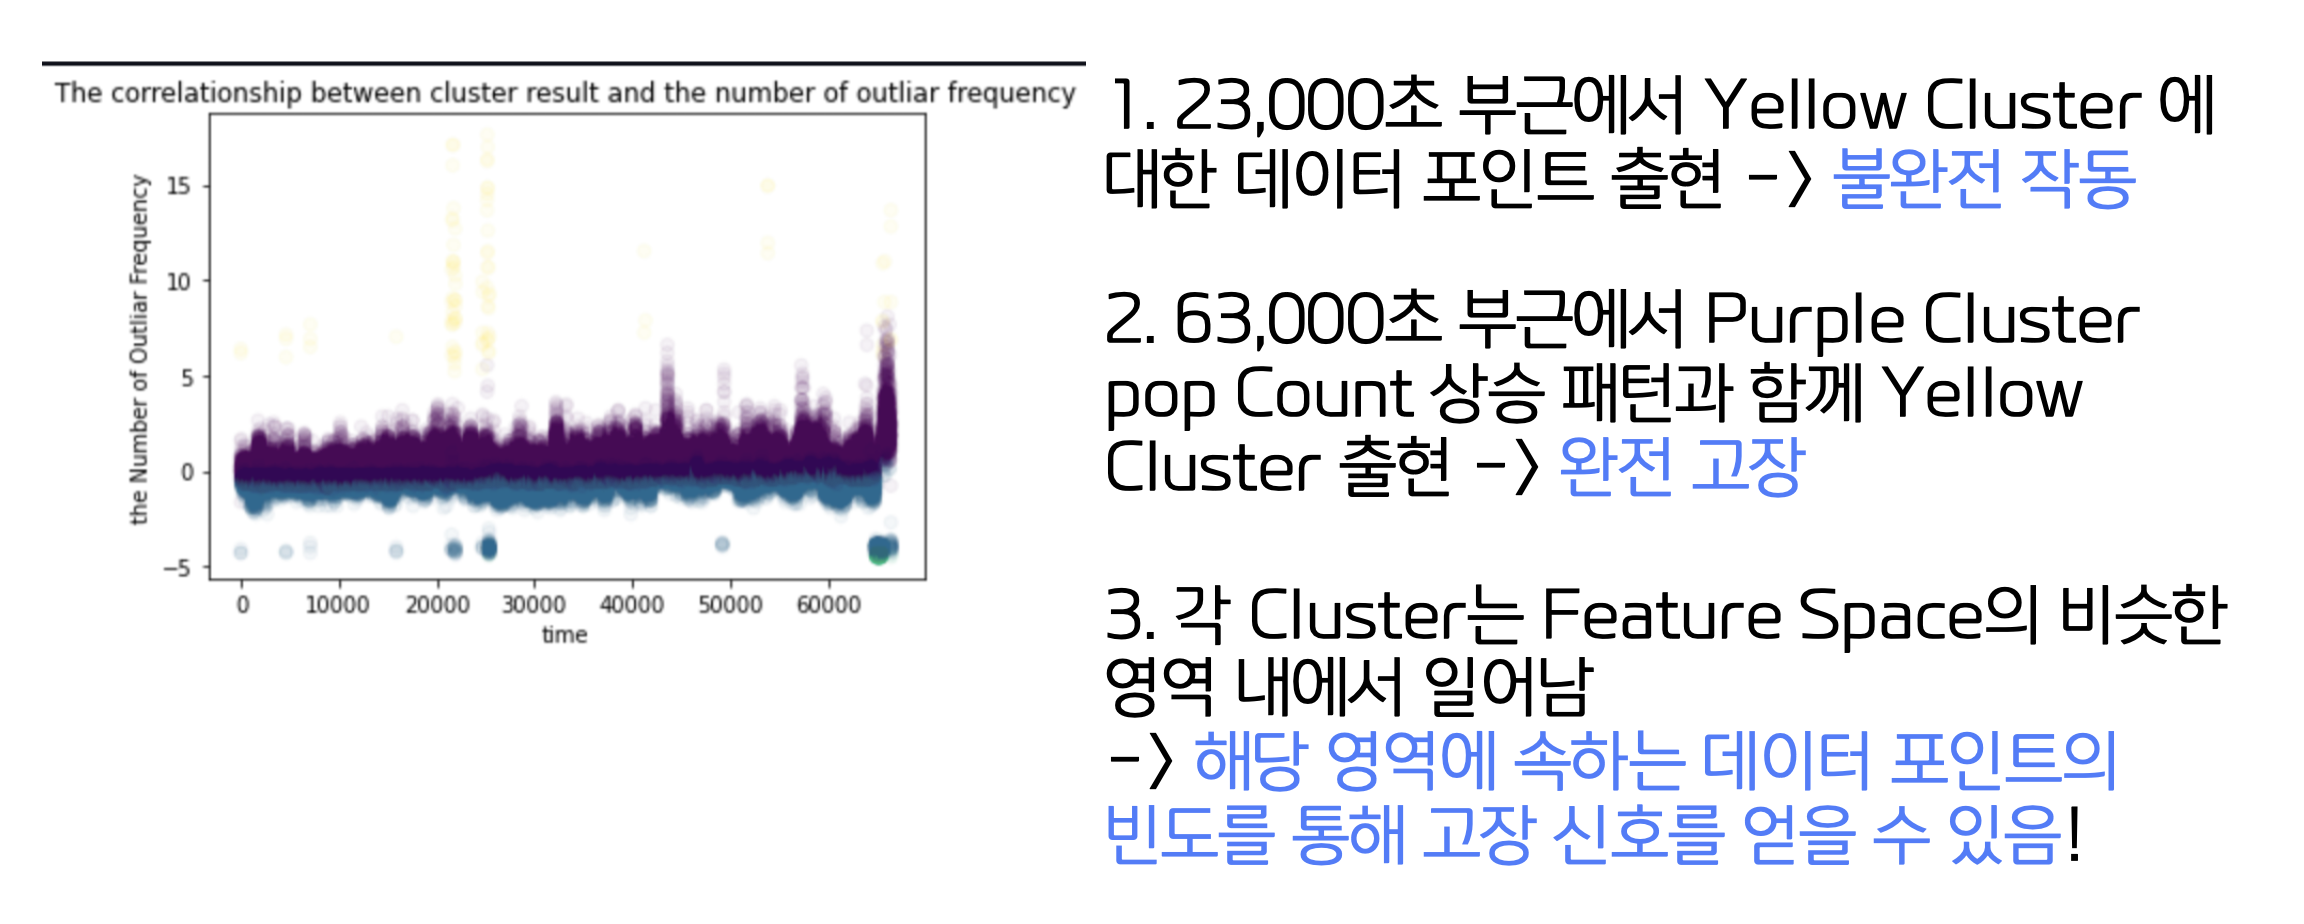 The correlationship between cluster result and the number of outliar frequency
the Number of Outliar Frequency
15
10
5
0
−5
0 10000 20000 30000 40000 50000 60000
time
1. 23,000초 부근에서 Yellow Cluster 에
대한 데이터 포인트 출현 -> 불완전 작동
2. 63,000초 부근에서 Purple Cluster
pop Count 상승 패턴과 함께 Yellow
Cluster 출현 -> 완전 고장
3. 각 Cluster는 Feature Space의 비슷한
영역 내에서 일어남
-> 해당 영역에 속하는 데이터 포인트의
빈도를 통해 고장 신호를 얻을 수 있음!